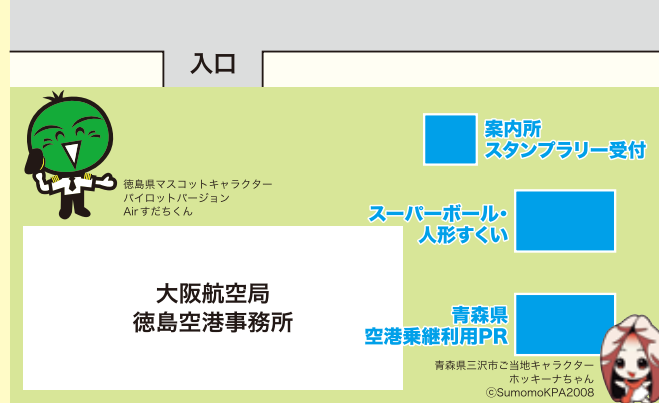 入口
案内所
スタンプラリー受付
徳島県マスコットキャラクター
パイロットバージョン
Airすだちくん
スーパーボール・
人形すくい
大阪航空局
徳島空港事務所
青森県
空港乗継利用PR
青森県三沢市ご当地キャラクター
ホッキーナちゃん
©SumomoKPA2008